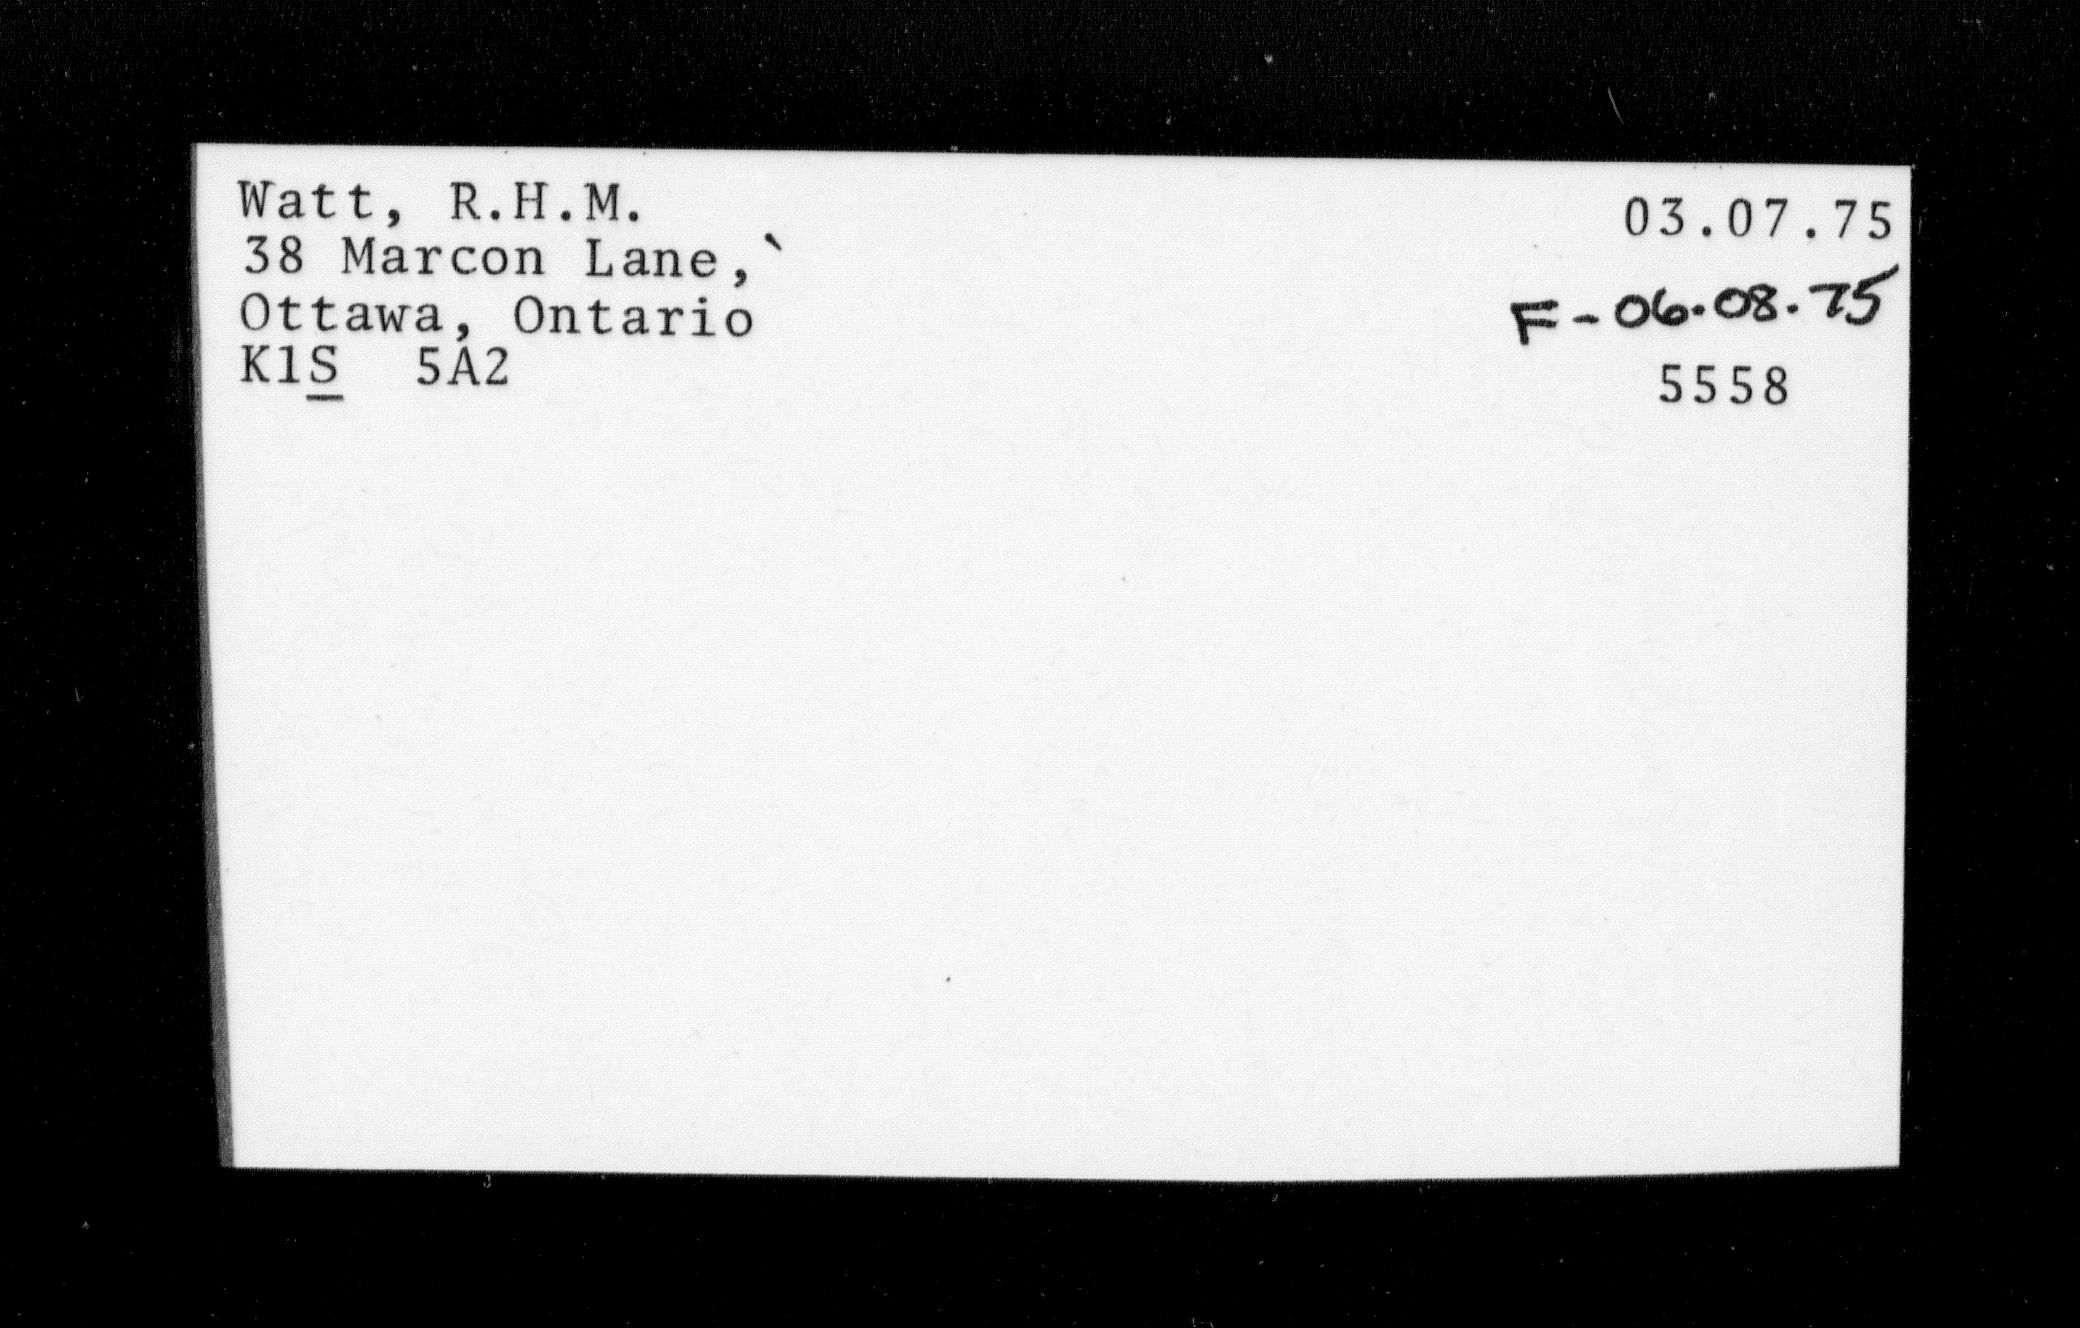 Watt, R.H.M.
38 Marcon Lane,
Ottawa, Ontario
K1S 5A2
03.07.75
F-06.08.75
5558